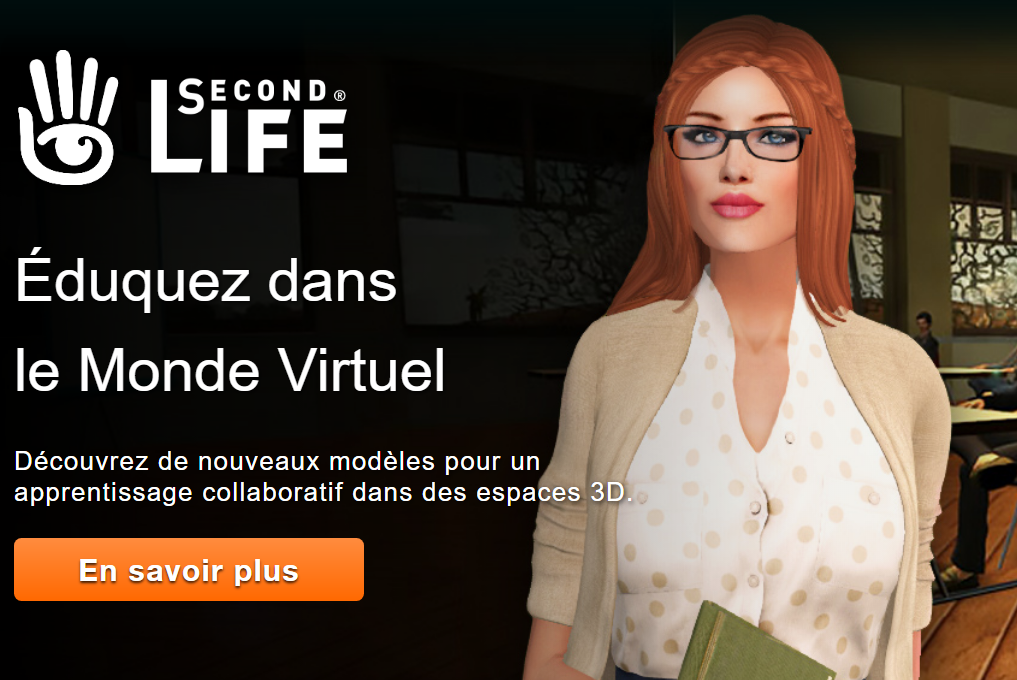 SECOND®
LIFE
Éduquez dans
le Monde Virtuel
Découvrez de nouveaux modèles pour un
apprentissage collaboratif dans des espaces 3D.
En savoir plus